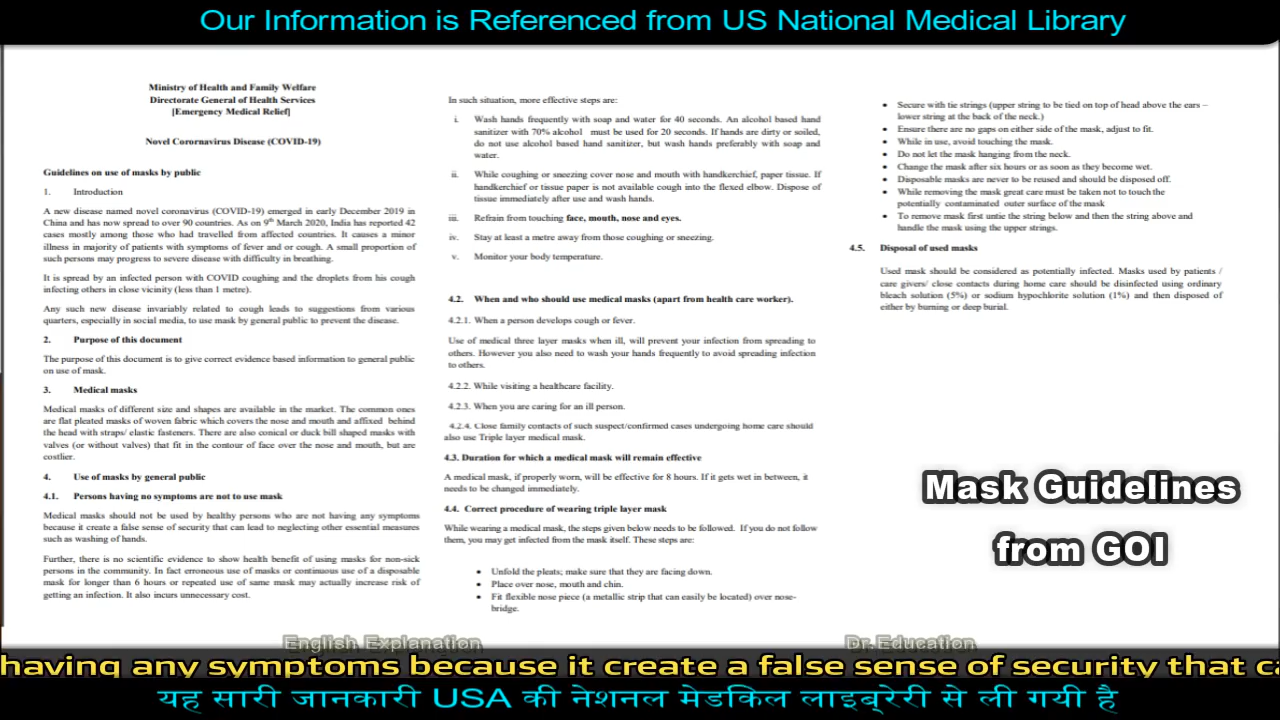 Our Information is Referenced from US National Medical Library
Ministry of Health and Family Welfare
Directorate General of Health Services
[Emergency Medical Relief]
Novel Corornavirus Disease (COVID-19)
Guidelines on use of masks by public
1. Introduction
A new disease named novel coronavirus (COVID-19) emerged in early December 2019 in
China and has now spread to over 90 countries. As on 9th March 2020, India has reported 42
cases mostly among those who had travelled from affected countries. It causes a minor
illness in majority of patients with symptoms of fever and or cough. A small proportion of
such persons may progress to severe disease with difficulty in breathing.
It is spread by an infected person with COVID coughing and the droplets from his cough
infecting others in close vicinity (less than 1 metre).
Any such new disease invariably related to cough leads to suggestions from various
quarters, especially in social media, to use mask by general public to prevent the disease.
2. Purpose of this document
The purpose of this document is to give correct evidence based information to general public
on use of mask.
3. Medical masks
Medical masks of different size and shapes are available in the market. The common ones
are flat pleated masks of woven fabric which covers the nose and mouth and affixed behind
the head with straps/ elastic fasteners. There are also conical or duck bill shaped masks with
valves (or without valves) that fit in the contour of face over the nose and mouth, but are
costlier.
4. Use of masks by general public
4.1. Persons having no symptoms are not to use mask
Medical masks should not be used by healthy persons who are not having any symptoms
because it create a false sense of security that can lead to neglecting other essential measures
such as washing of hands.
Further, there is no scientific evidence to show health benefit of using masks for non-sick
persons in the community. In fact erroneous use of masks or continuous use of a disposable
mask for longer than 6 hours or repeated use of same mask may actually increase risk of
getting an infection. It also incurs unnecessary cost.
In such situation, more effective steps are:
i. Wash hands frequently with soap and water for 40 seconds. An alcohol based hand
sanitizer with 70% alcohol must be used for 20 seconds. If hands are dirty or soiled,
do not use alcohol based hand sanitizer, but wash hands preferably with soap and
water.
ii. While coughing or sneezing cover nose and mouth with handkerchief, paper tissue. If
handkerchief or tissue paper is not available cough into the flexed elbow. Dispose of
tissue immediately after use and wash hands.
iii. Refrain from touching face, mouth, nose and eyes.
iv. Stay at least a metre away from those coughing or sneezing.
v. Monitor your body temperature.
4.2. When and who should use medical masks (apart from health care worker).
4.2.1. When a person develops cough or fever.
Use of medical three layer masks when ill, will prevent your infection from spreading to
others. However you also need to wash your hands frequently to avoid spreading infection
to others.
4.2.2. While visiting a healthcare facility.
4.2.3. When you are caring for an ill person.
4.2.4. Close family contacts of such suspect/confirmed cases undergoing home care should
also use Triple layer medical mask.
4.3. Duration for which a medical mask will remain effective
A medical mask, if properly worn, will be effective for 8 hours. If it gets wet in between, it
needs to be changed immediately.
4.4. Correct procedure of wearing triple layer mask
While wearing a medical mask, the steps given below needs to be followed. If you do not follow
them, you may get infected from the mask itself. These steps are:
• Unfold the pleats; make sure that they are facing down.
• Place over nose, mouth and chin.
• Fit flexible nose piece (a metallic strip that can easily be located) over nose-
bridge.
• Secure with tie strings (upper string to be tied on top of head above the ears –
lower string at the back of the neck.)
• Ensure there are no gaps on either side of the mask, adjust to fit.
• While in use, avoid touching the mask.
• Do not let the mask hanging from the neck.
• Change the mask after six hours or as soon as they become wet.
• Disposable masks are never to be reused and should be disposed off.
• While removing the mask great care must be taken not to touch the
potentially contaminated outer surface of the mask
• To remove mask first untie the string below and then the string above and
handle the mask using the upper strings.
4.5. Disposal of used masks
Used mask should be considered as potentially infected. Masks used by patients /
care givers/ close contacts during home care should be disinfected using ordinary
bleach solution (5%) or sodium hypochlorite solution (1%) and then disposed of
either by burning or deep burial.
Mask Guidelines
from GOI
English Explanation
Dr. Education
having any symptoms because it create a false sense of security that ca
यह सारी जानकारी USA की नेशनल मेडकिल लाइब्रेरी से ली गयी है